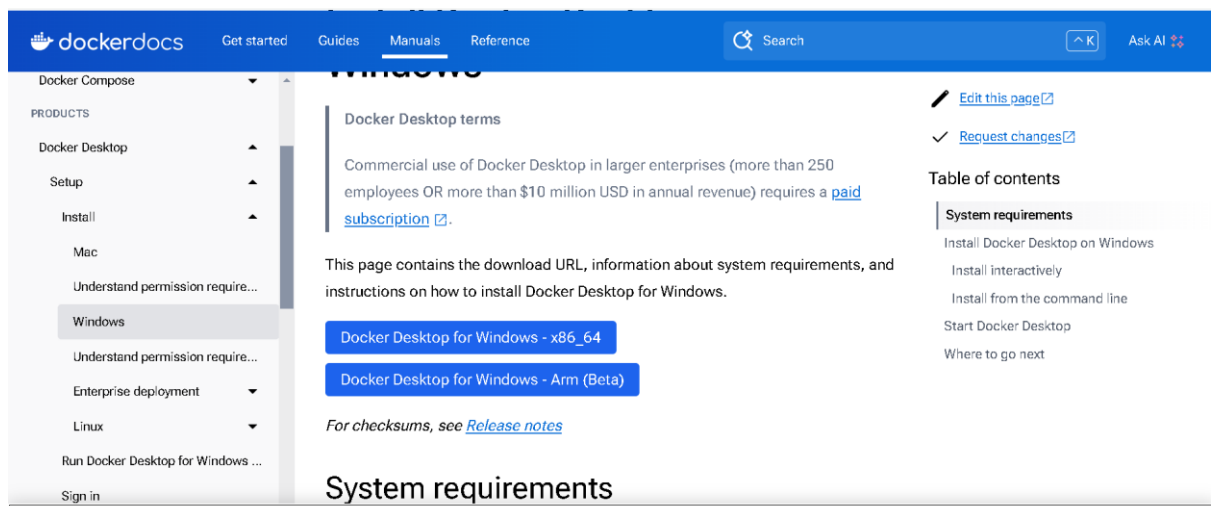 dockerdocs
Get started
Guides
Manuals
Reference
Search
^ K
Ask AI
Docker Compose
PRODUCTS
Docker Desktop
Setup
Install
Mac
Understand permission require...
Windows
Understand permission require...
Enterprise deployment
Linux
Run Docker Desktop for Windows ...
Sign in
Windows
Docker Desktop terms
Commercial use of Docker Desktop in larger enterprises (more than 250
employees OR more than $10 million USD in annual revenue) requires a paid
subscription.
This page contains the download URL, information about system requirements, and
instructions on how to install Docker Desktop for Windows.
Docker Desktop for Windows - x86_64
Docker Desktop for Windows - Arm (Beta)
For checksums, see Release notes
System requirements
Edit this page
Request changes
Table of contents
System requirements
Install Docker Desktop on Windows
Install interactively
Install from the command line
Start Docker Desktop
Where to go next